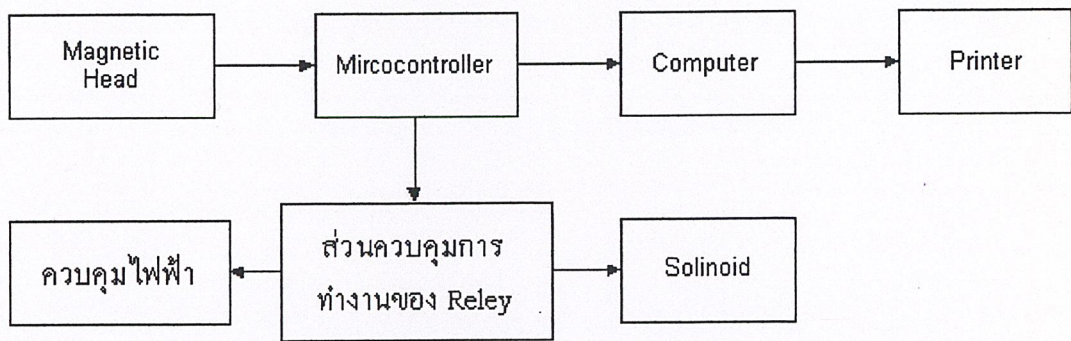 Magnetic
Head
Mircocontroller
Computer
Printer
ควบคุมไฟฟ้า
ส่วนควบคุมการ
ทำงานของ Reley
Solinoid